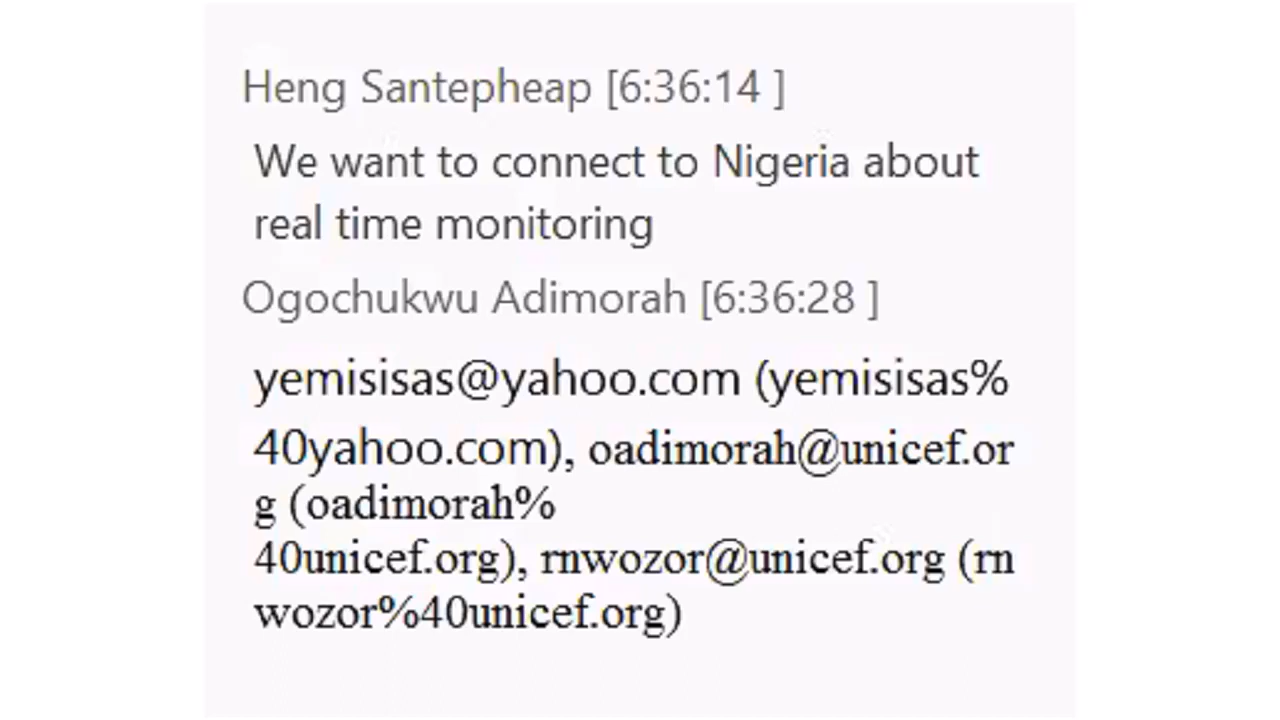 Heng Santepheap [6:36:14 ]
We want to connect to Nigeria about
real time monitoring
Ogochukwu Adimorah [6:36:28 ]
yemisisas@yahoo.com (yemisisas%
40yahoo.com), oadimorah@unicef.or
g (oadimorah%
40unicef.org), rnwozor@unicef.org (rn
wozor%40unicef.org)